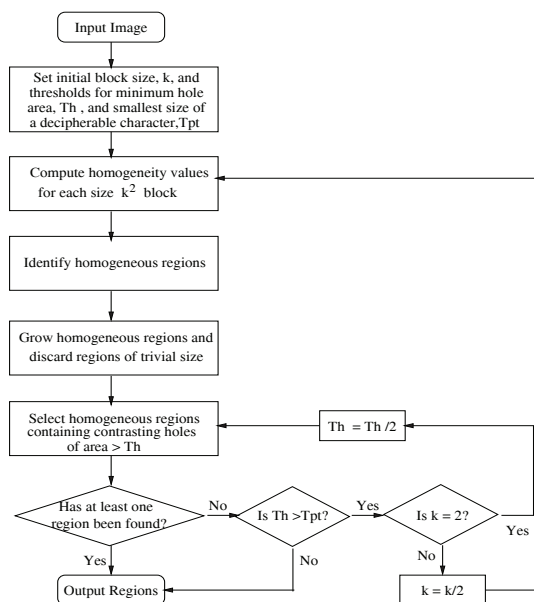 Input Image
Set initial block size, k, and
thresholds for minimum hole
area, Th , and smallest size of
a decipherable character,Tpt
Compute homogeneity values
for each size k² block
Identify homogeneous regions
Grow homogeneous regions and
discard regions of trivial size
Select homogeneous regions
containing contrasting holes
of area > Th
Th = Th /2
Has at least one
region been found?
No
Is Th >Tpt?
Yes
Is k = 2?
Yes
Yes
No
No
Output Regions
k = k/2